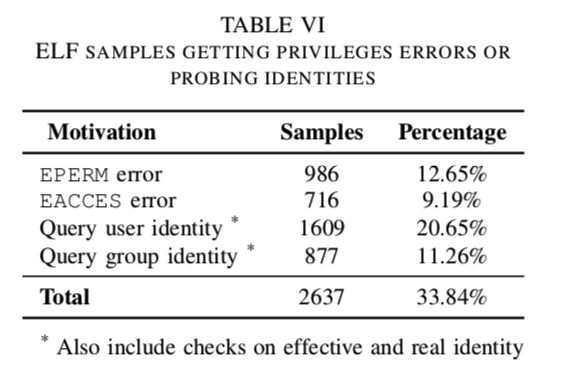 TABLE VI
ELF SAMPLES GETTING PRIVILEGES ERRORS OR
PROBING IDENTITIES
Motivation Samples Percentage
EPERM error 986 12.65%
EACCES error 716 9.19%
Query user identity * 1609 20.65%
Query group identity * 877 11.26%
Total 2637 33.84%
* Also include checks on effective and real identity